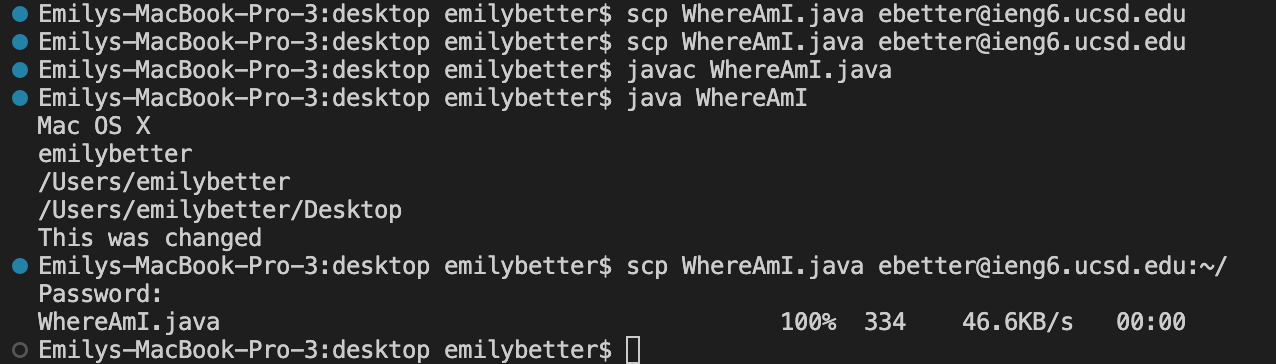 Emilys-MacBook-Pro-3:desktop emilybetter$ scp WhereAmI.java ebetter@ieng6.ucsd.edu
Emilys-MacBook-Pro-3:desktop emilybetter$ scp WhereAmI.java ebetter@ieng6.ucsd.edu
Emilys-MacBook-Pro-3:desktop emilybetter$ javac WhereAmI.java
Emilys-MacBook-Pro-3:desktop emilybetter$ java WhereAmI
Mac OS X
emilybetter
/Users/emilybetter
/Users/emilybetter/Desktop
This was changed
Emilys-MacBook-Pro-3:desktop emilybetter$ scp WhereAmI.java ebetter@ieng6.ucsd.edu:~/
Password:
WhereAmI.java 100% 334 46.6KB/s 00:00
Emilys-MacBook-Pro-3:desktop emilybetter$